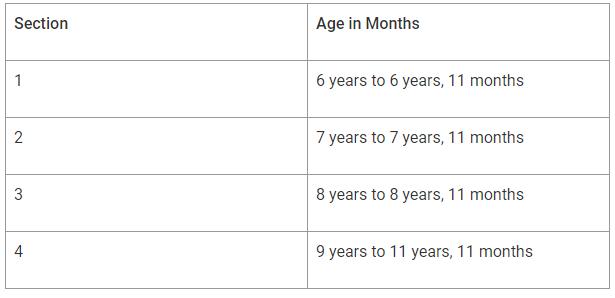 Section Age in Months
1 6 years to 6 years, 11 months
2 7 years to 7 years, 11 months
3 8 years to 8 years, 11 months
4 9 years to 11 years, 11 months